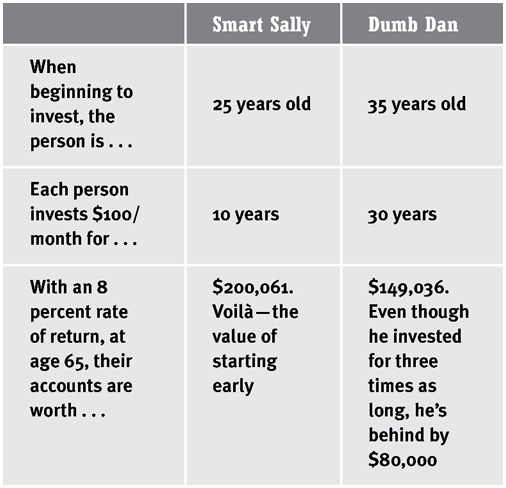 Smart Sally
Dumb Dan
When
beginning to
invest, the
person is . . .
25 years old
35 years old
Each person
invests $100/
month for . . .
10 years
30 years
With an 8
percent rate
of return, at
age 65, their
accounts are
worth . . .
$200,061.
Voilà—the
value of
starting
early
$149,036.
Even though
he invested
for three
times as
long, he’s
behind by
$80,000